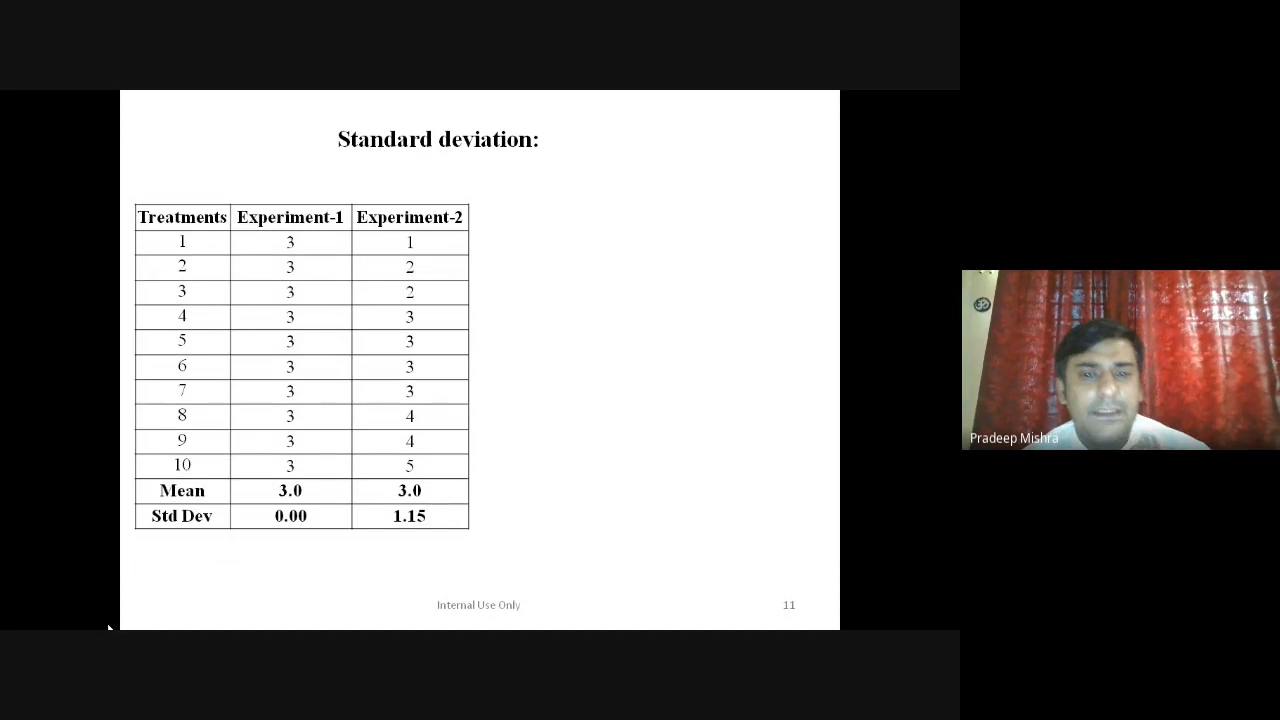 Standard deviation:
Treatments Experiment-1 Experiment-2
1 3 1
2 3 2
3 3 2
4 3 3
5 3 3
6 3 3
7 3 3
8 3 4
9 3 4
10 3 5
Mean 3.0 3.0
Std Dev 0.00 1.15
Pradeep Mishra
Internal Use Only 11